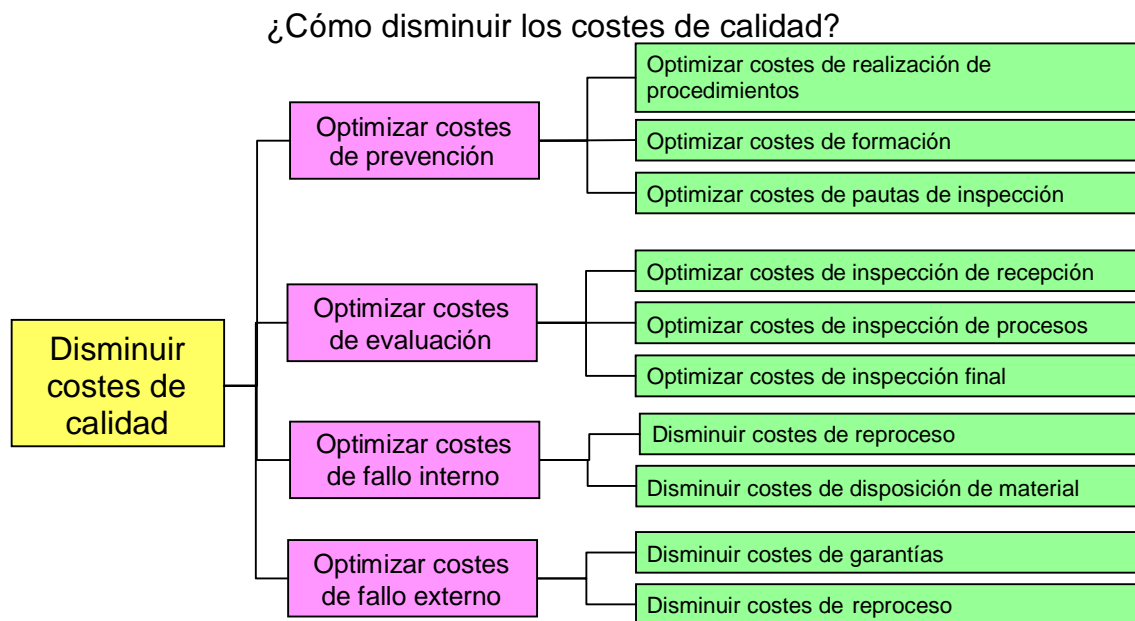 ¿Cómo disminuir los costes de calidad?
Disminuir
costes de
calidad
Optimizar costes
de prevención
Optimizar costes de realización de
procedimientos
Optimizar costes de formación
Optimizar costes de pautas de inspección
Optimizar costes
de evaluación
Optimizar costes de inspección de recepción
Optimizar costes de inspección de procesos
Optimizar costes de inspección final
Optimizar costes
de fallo interno
Disminuir costes de reproceso
Disminuir costes de disposición de material
Optimizar costes
de fallo externo
Disminuir costes de garantías
Disminuir costes de reproceso